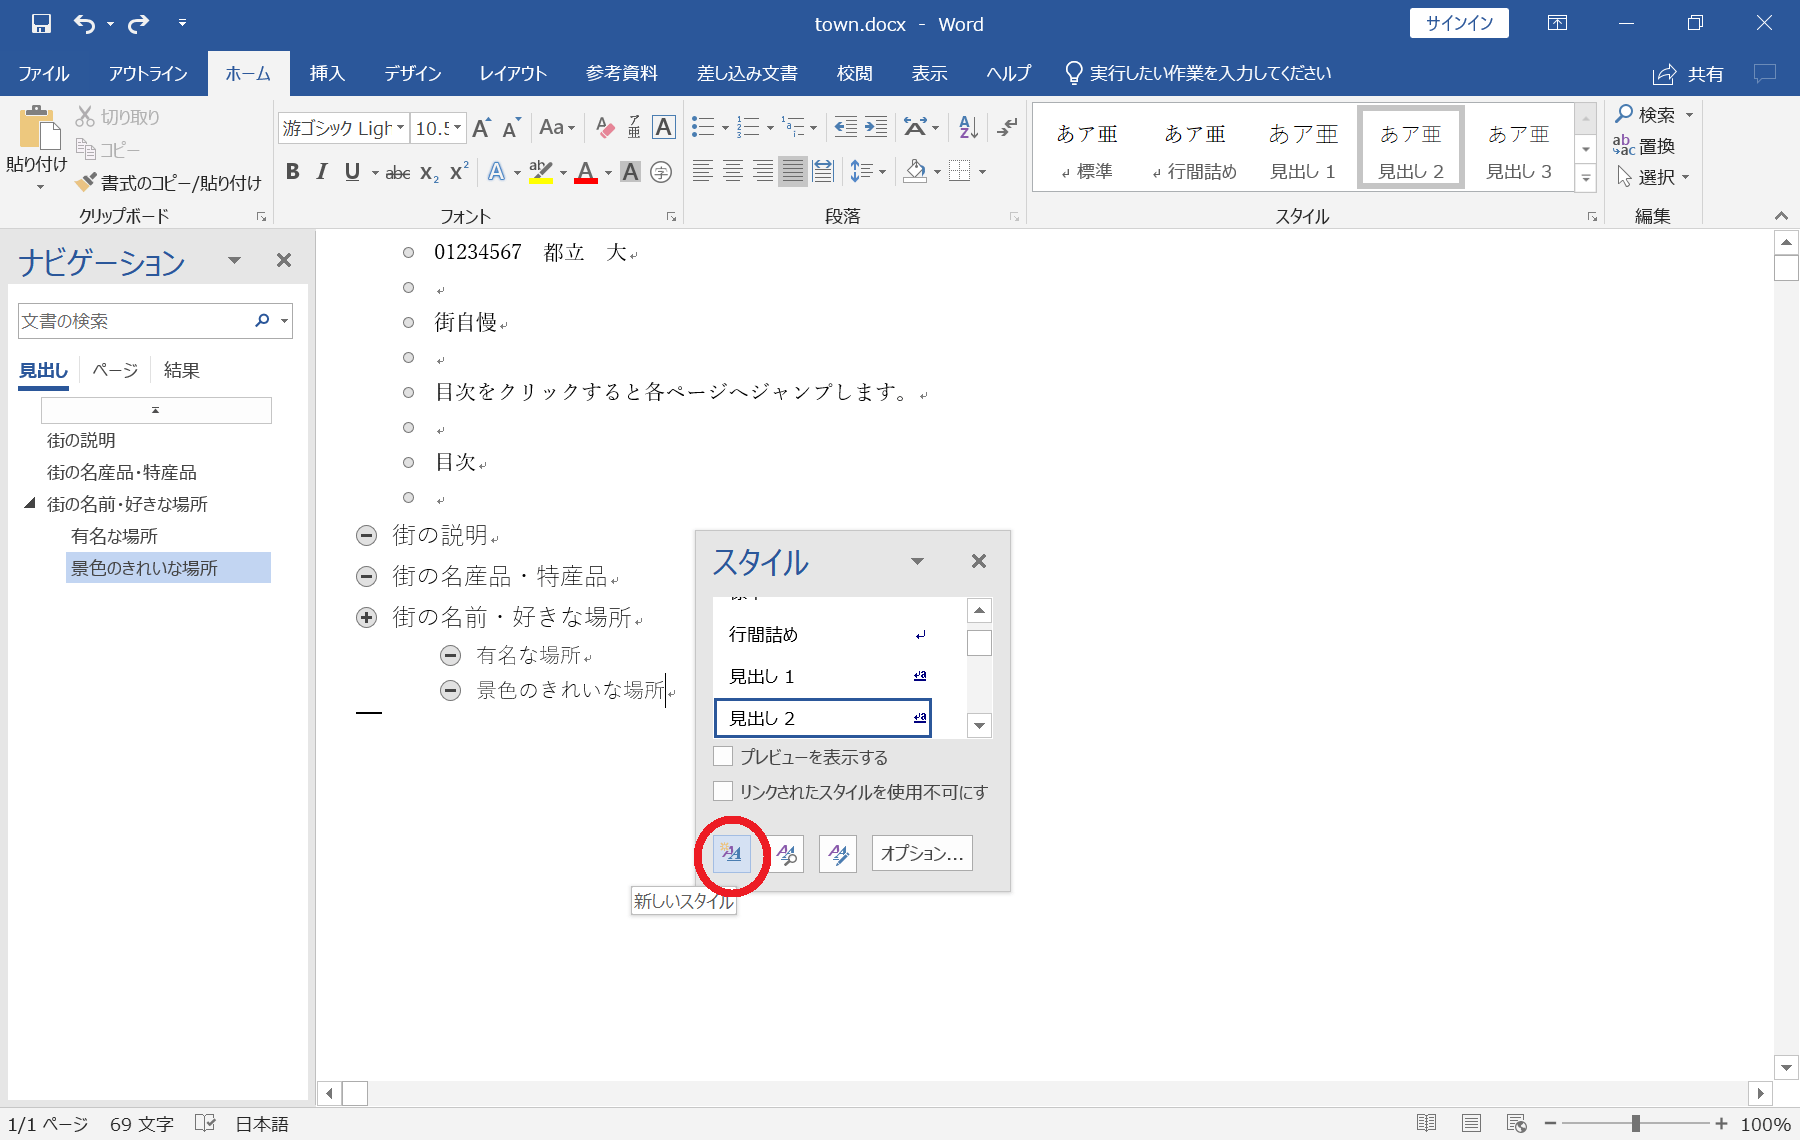 town.docx - Word
サインイン
ファイル アウトライン ホーム 挿入 デザイン レイアウト 参考資料 差し込み文書 校閲 表示 ヘルプ 実行したい作業を入力してください 共有
貼り付け
切り取り
コピー
書式のコピー/貼り付け
クリップボード
游ゴシック Ligh 10.5
Aa
B I U abc X₂ X²
フォント
段落
あア亜 あア亜 あア亜 あア亜 あア亜
↲ 標準 ↲ 行間詰め 見出し 1 見出し 2 見出し 3
スタイル
検索
置換
選択
編集
ナビゲーション
文書の検索
見出し ページ 結果
街の説明
街の名産品・特産品
街の名前・好きな場所
有名な場所
景色のきれいな場所
01234567 都立 大
街自慢
目次をクリックすると各ページへジャンプします。
目次
街の説明
街の名産品・特産品
街の名前・好きな場所
有名な場所
景色のきれいな場所
スタイル
行間詰め
見出し 1
見出し 2
プレビューを表示する
リンクされたスタイルを使用不可にす
オプション...
新しいスタイル
1/1 ページ 69 文字 日本語 100%